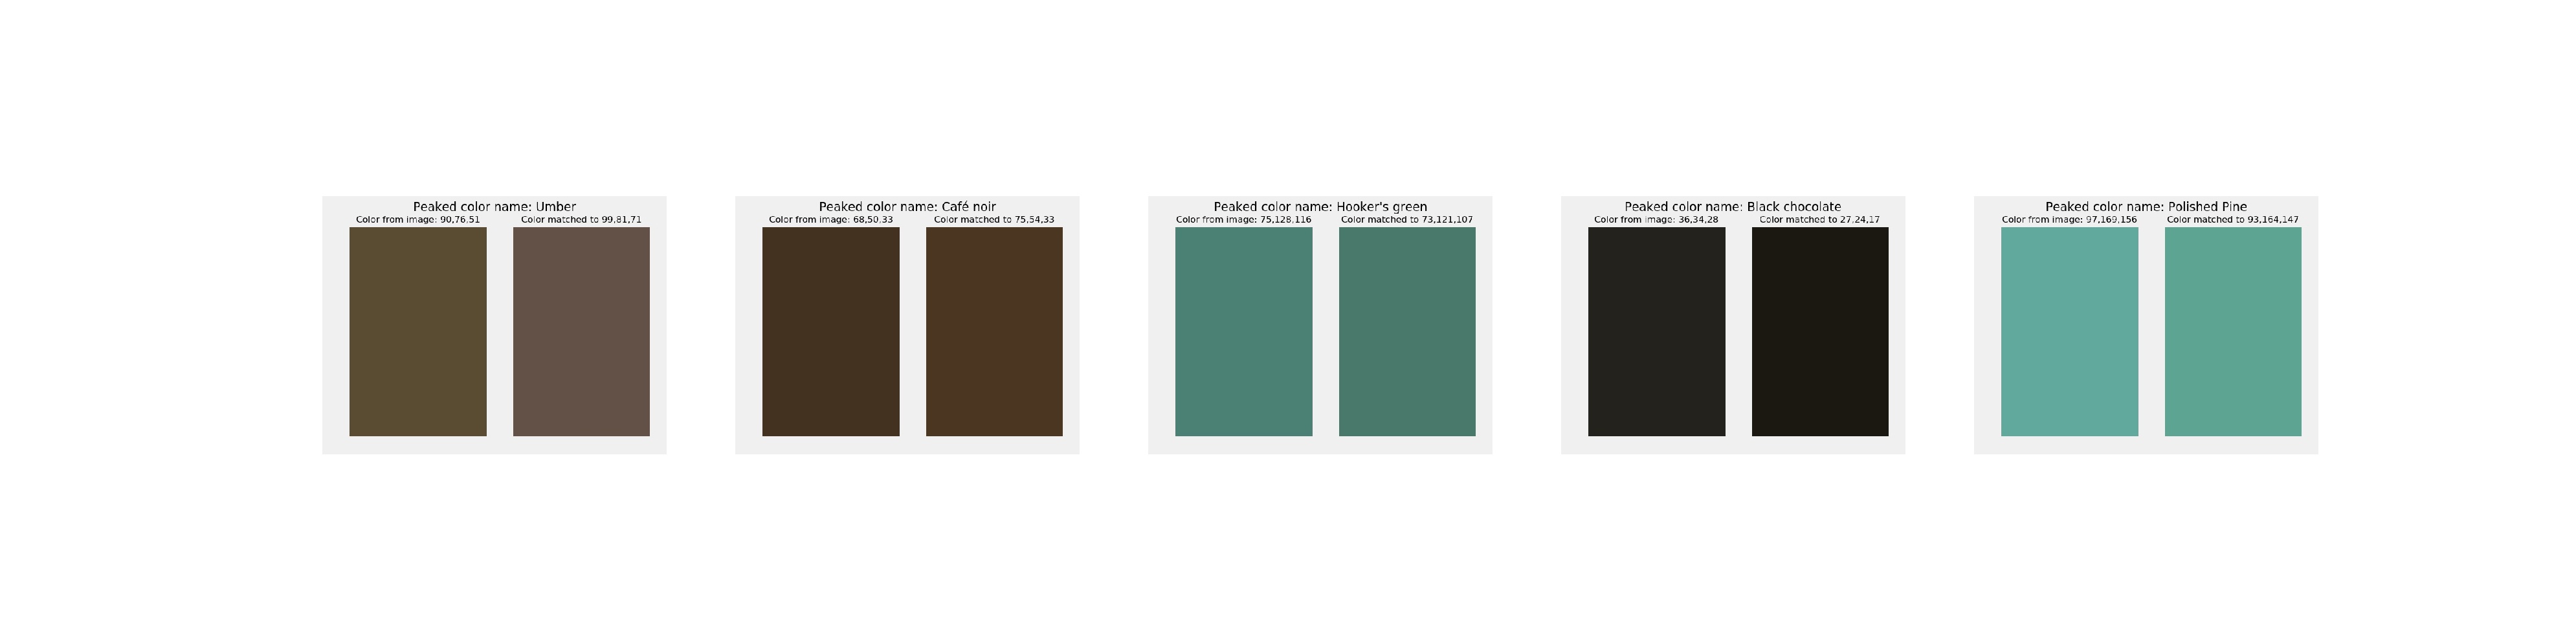 Peaked color name: Umber
Color from image: 90,76,51
Color matched to 99,81,71
Peaked color name: Café noir
Color from image: 68,50,33
Color matched to 75,54,33
Peaked color name: Hooker's green
Color from image: 75,128,116
Color matched to 73,121,107
Peaked color name: Black chocolate
Color from image: 36,34,28
Color matched to 27,24,17
Peaked color name: Polished Pine
Color from image: 97,169,156
Color matched to 93,164,147